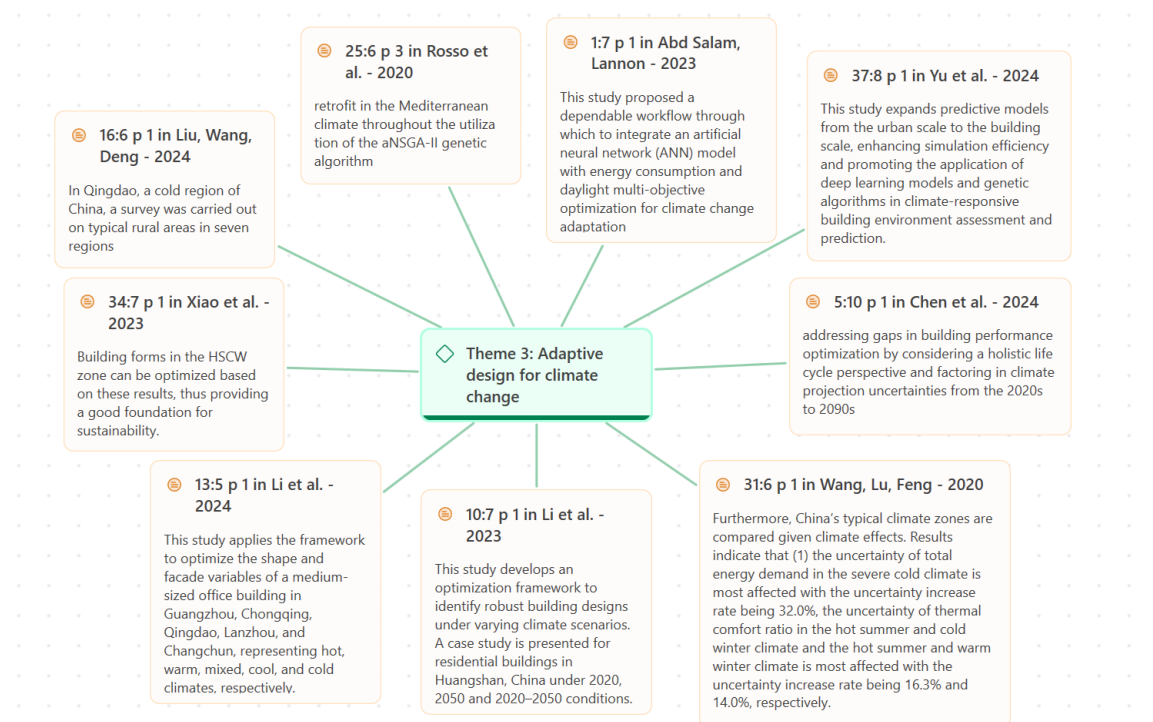 25:6 p 3 in Rosso et
al. - 2020
retrofit in the Mediterranean
climate throughout the utiliza
tion of the aNSGA-II genetic
algorithm
1:7 p 1 in Abd Salam,
Lannon - 2023
This study proposed a
dependable workflow through
which to integrate an artificial
neural network (ANN) model
with energy consumption and
daylight multi-objective
optimization for climate change
adaptation
37:8 p 1 in Yu et al. - 2024
This study expands predictive models
from the urban scale to the building
scale, enhancing simulation efficiency
and promoting the application of
deep learning models and genetic
algorithms in climate-responsive
building environment assessment and
prediction.
16:6 p 1 in Liu, Wang,
Deng - 2024
In Qingdao, a cold region of
China, a survey was carried out
on typical rural areas in seven
regions
34:7 p 1 in Xiao et al. -
2023
Building forms in the HSCW
zone can be optimized based
on these results, thus providing
a good foundation for
sustainability.
Theme 3: Adaptive
design for climate
change
5:10 p 1 in Chen et al. - 2024
addressing gaps in building performance
optimization by considering a holistic life
cycle perspective and factoring in climate
projection uncertainties from the 2020s
to 2090s
13:5 p 1 in Li et al. -
2024
This study applies the framework
to optimize the shape and
facade variables of a medium-
sized office building in
Guangzhou, Chongqing,
Qingdao, Lanzhou, and
Changchun, representing hot,
warm, mixed, cool, and cold
climates, respectively.
10:7 p 1 in Li et al. -
2023
This study develops an
optimization framework to
identify robust building designs
under varying climate scenarios.
A case study is presented for
residential buildings in
Huangshan, China under 2020,
2050 and 2020–2050 conditions.
31:6 p 1 in Wang, Lu, Feng - 2020
Furthermore, China's typical climate zones are
compared given climate effects. Results
indicate that (1) the uncertainty of total
energy demand in the severe cold climate is
most affected with the uncertainty increase
rate being 32.0%, the uncertainty of thermal
comfort ratio in the hot summer and cold
winter climate and the hot summer and warm
winter climate is most affected with the
uncertainty increase rate being 16.3% and
14.0%, respectively.